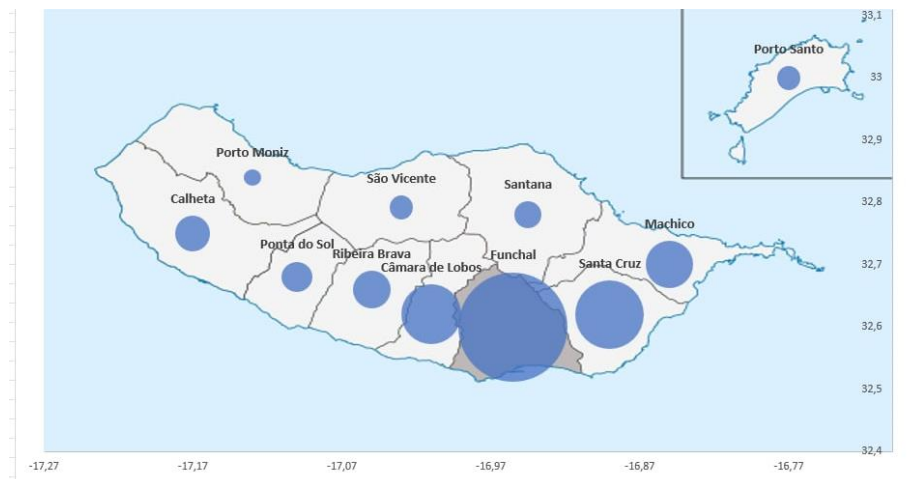 33,1
Porto Santo
33
32,9
Porto Moniz
São Vicente
Santana
32,8
Calheta
Machico
Ponta do Sol
Ribeira Brava
Funchal
Câmara de Lobos
Santa Cruz
32,7
32,6
32,5
32,4
-17,27
-17,17
-17,07
-16,97
-16,87
-16,77